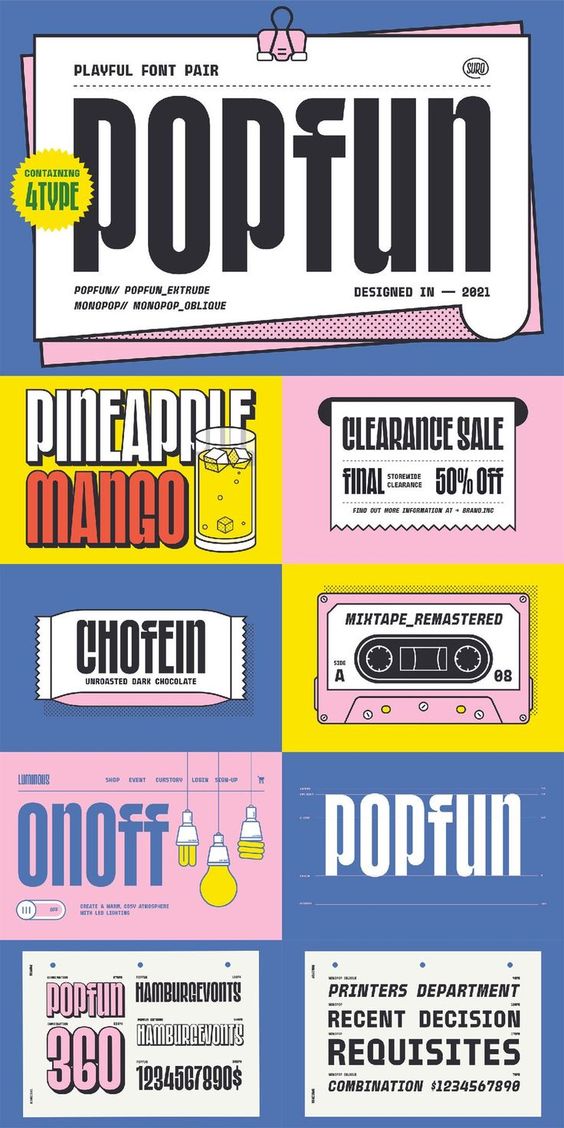 PLAYFUL FONT PAIR
SURO
POPfUN
CONTAINING
4TYPE
POPFUN// POPFUN_EXTRUDE
MONOPOP// MONOPOP_OBLIQUE
DESIGNED IN — 2021
PINEAPPLE
MANGO
CLEARANCE SALE
fINAL
STOREWIDE
CLEARANCE
50% Off
FIND OUT MORE INFORMATION AT → BRAND.INC
CHOfEIN
UNROASTED DARK CHOCOLATE
MIXTAPE_REMASTERED
SIDE
A
08
LUMINOUS
SHOP EVENT OURSTORY LOGIN SIGN-UP
ONOff
OFF
CREATE A WARM, COSY ATMOSPHERE
WITH LED LIGHTING
POPfUN
POPfUN
HAMBURGEVONTS
360
HAMBURGEVONTS
1234567890$
PRINTERS DEPARTMENT
RECENT DECISION
REQUISITES
COMBINATION $1234567890